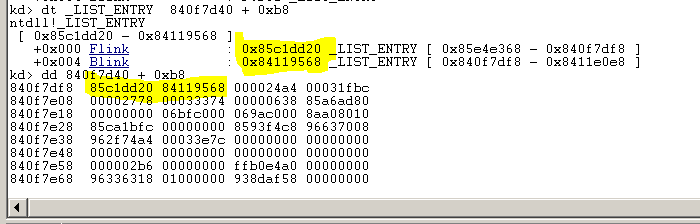 kd> dt _LIST_ENTRY  840f7d40 + 0xb8
ntdll!_LIST_ENTRY
 [ 0x85c1dd20 - 0x84119568 ]
   +0x000 Flink            : 0x85c1dd20 _LIST_ENTRY [ 0x85e4e368 - 0x840f7df8 ]
   +0x004 Blink            : 0x84119568 _LIST_ENTRY [ 0x840f7df8 - 0x8411e0e8 ]
kd> dd 840f7d40 + 0xb8
840f7df8  85c1dd20 84119568 000024a4 00031fbc
840f7e08  00002778 00033374 00000638 85a6ad80
840f7e18  00000000 06bfc000 069ac000 8aa08010
840f7e28  85ca1bfc 00000000 8593f4c8 96637008
840f7e38  962f74a4 00033e7c 00000000 00000000
840f7e48  00000000 00000000 00000000 00000000
840f7e58  000002b6 00000000 ffb0e4a0 00000000
840f7e68  96336318 01000000 938daf58 00000000